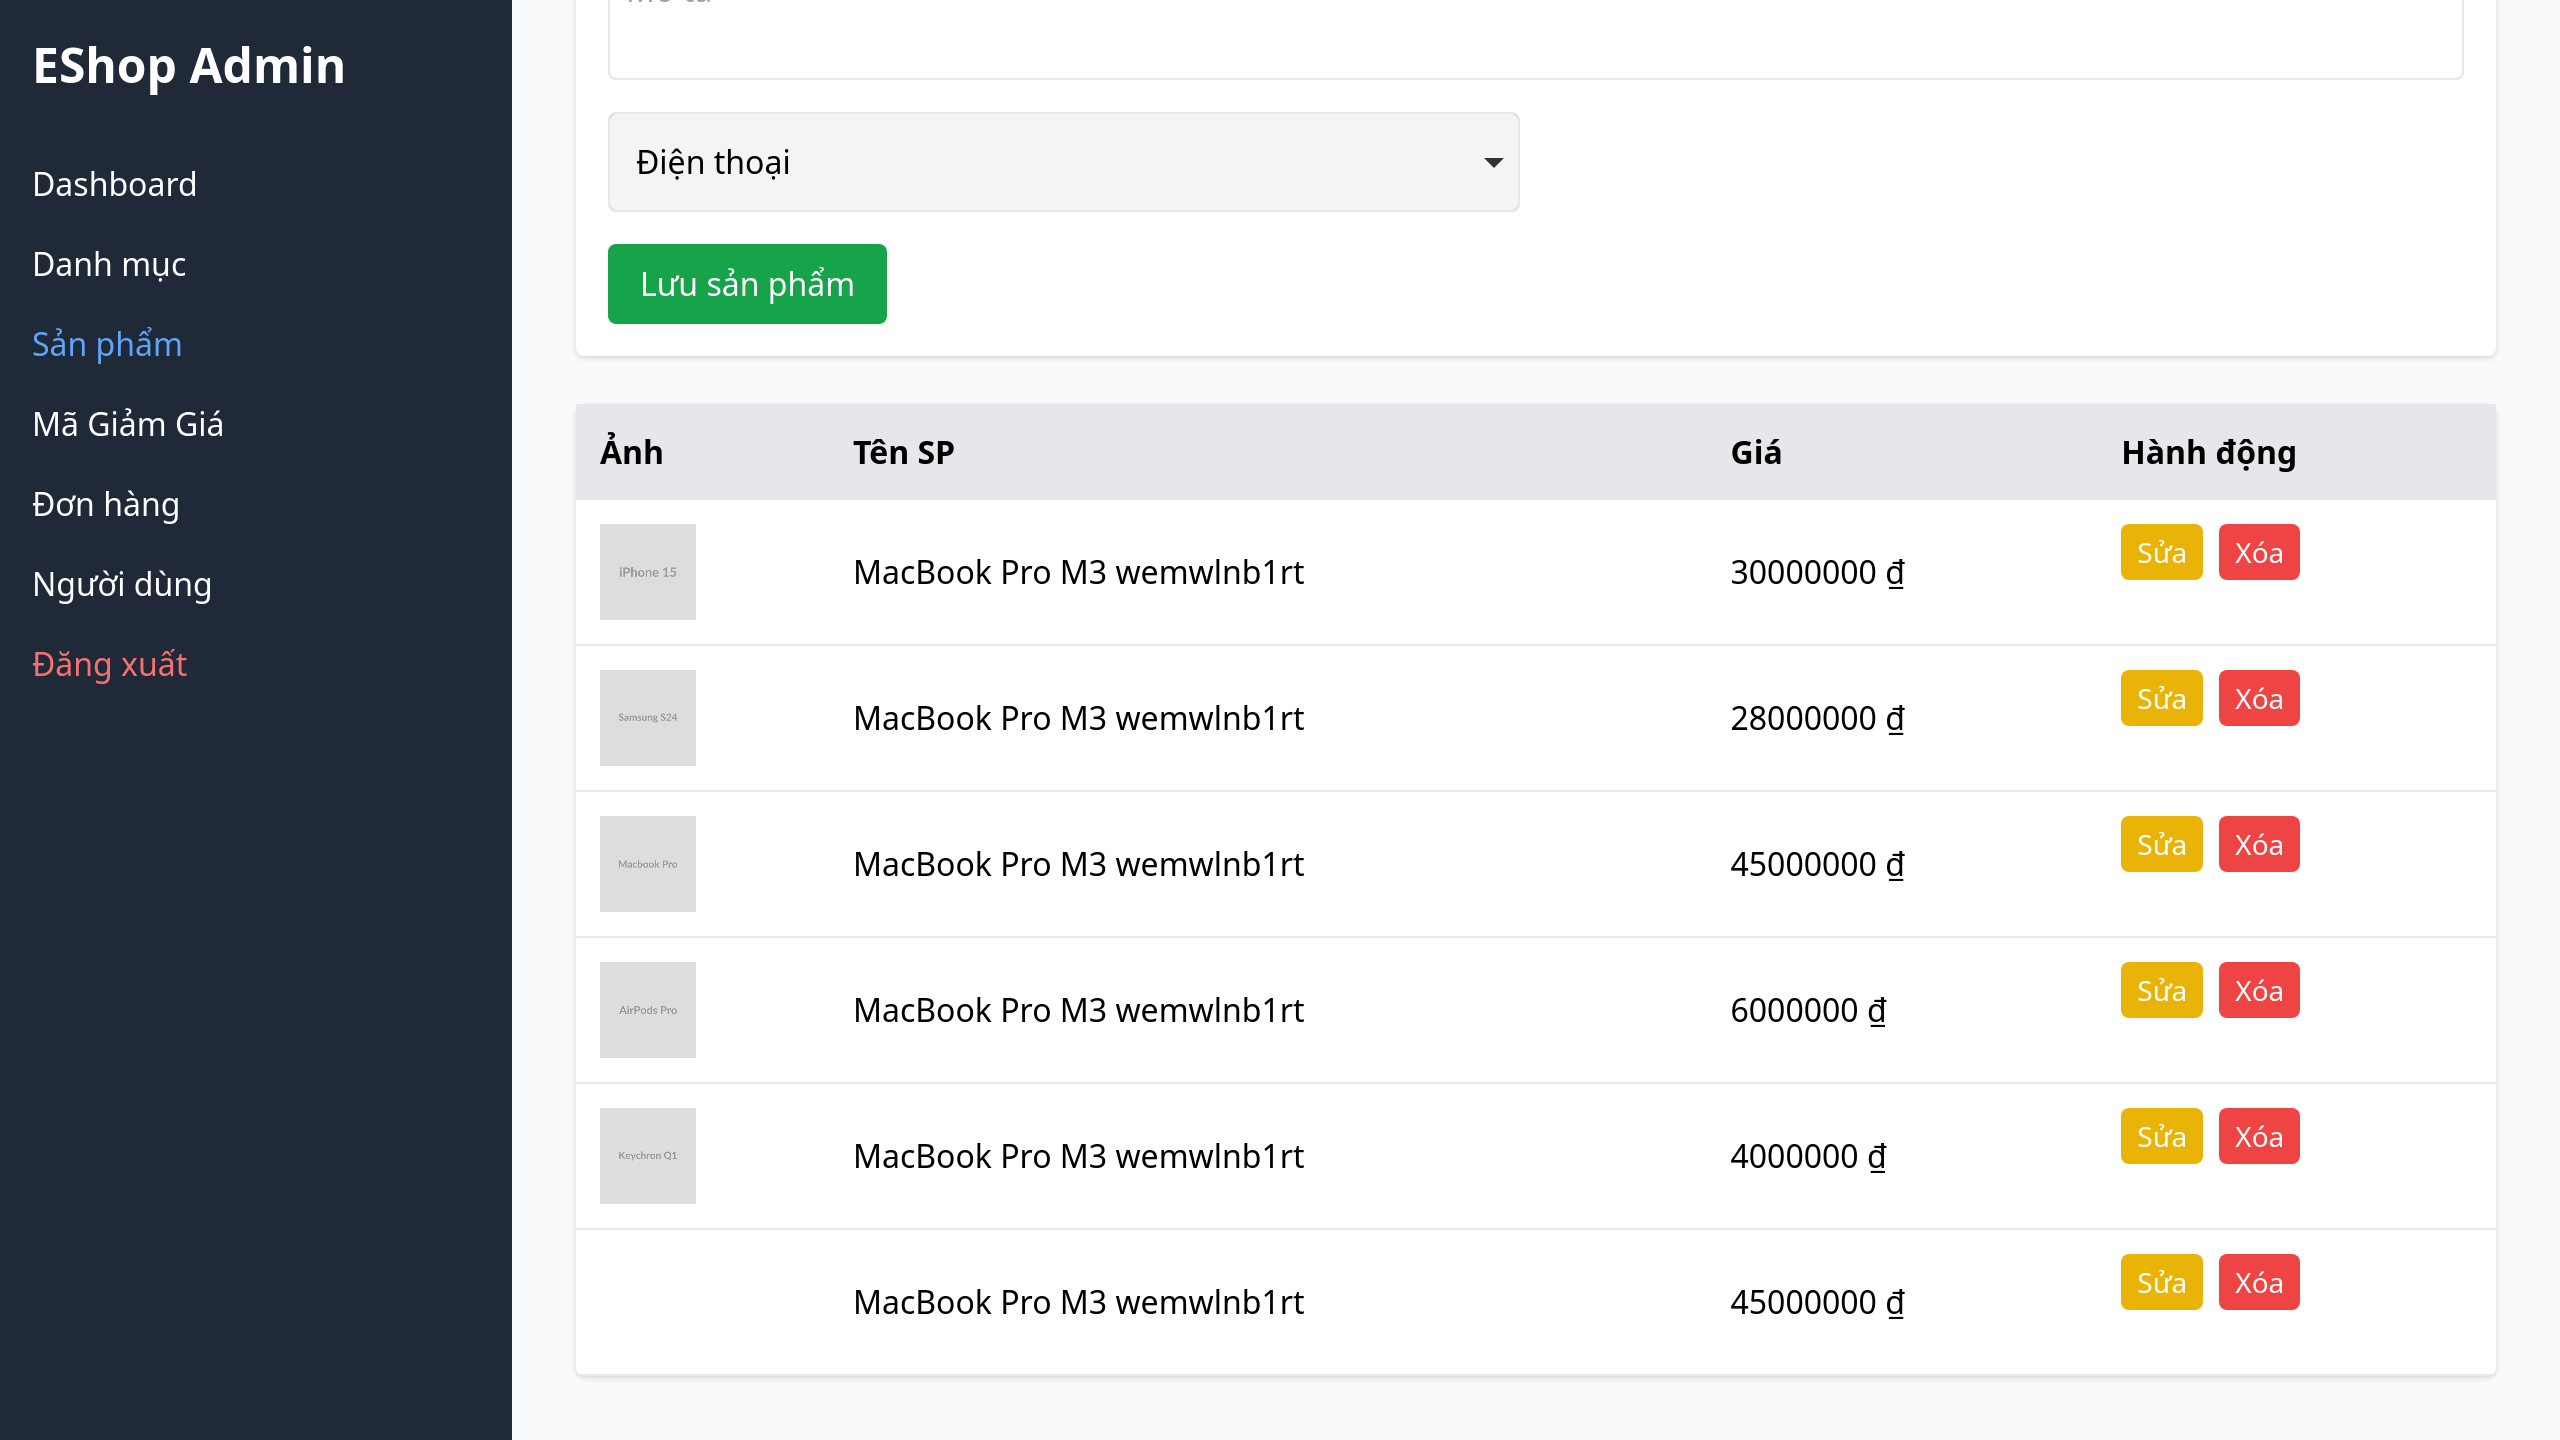 EShop Admin
Dashboard
Danh mục
Sản phẩm
Mã Giảm Giá
Đơn hàng
Người dùng
Đăng xuất
Điện thoại
Lưu sản phẩm
Ảnh Tên SP Giá Hành động
iPhone 15 MacBook Pro M3 wemwlnb1rt 30000000 ₫ Sửa Xóa
Samsung S24 MacBook Pro M3 wemwlnb1rt 28000000 ₫ Sửa Xóa
Macbook Pro MacBook Pro M3 wemwlnb1rt 45000000 ₫ Sửa Xóa
AirPods Pro MacBook Pro M3 wemwlnb1rt 6000000 ₫ Sửa Xóa
Keychron Q1 MacBook Pro M3 wemwlnb1rt 4000000 ₫ Sửa Xóa
MacBook Pro M3 wemwlnb1rt 45000000 ₫ Sửa Xóa